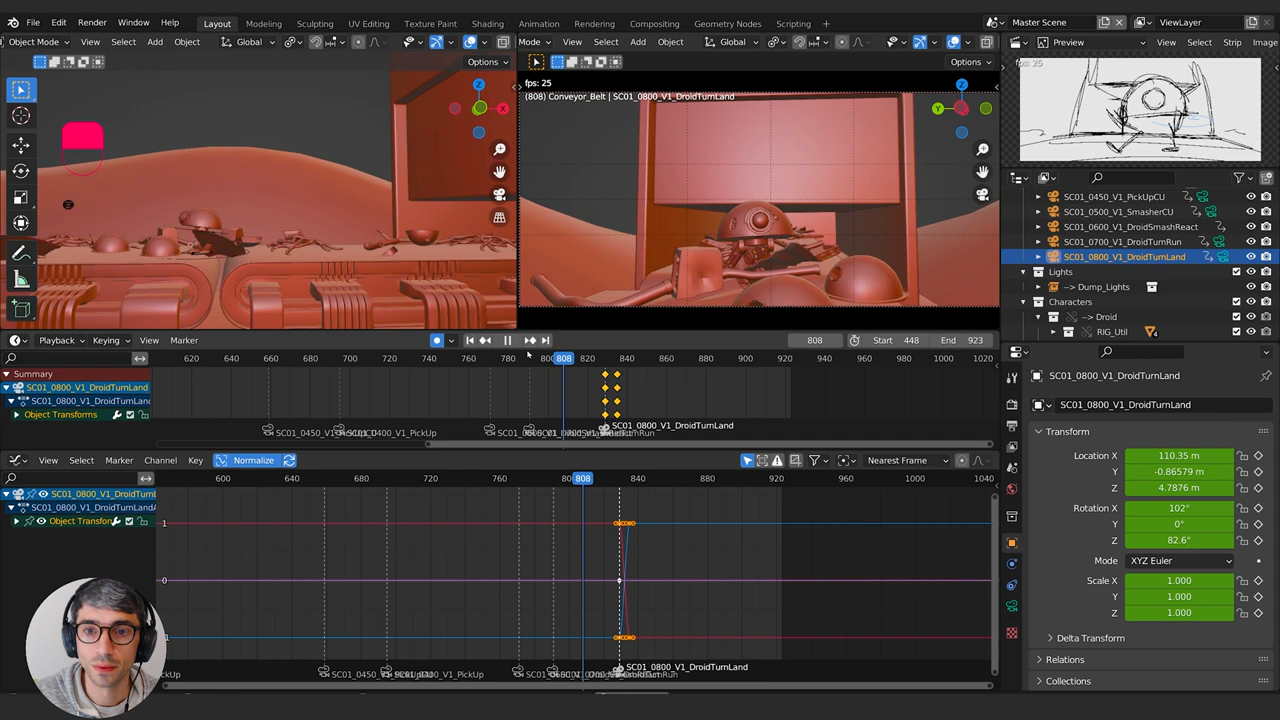 File Edit Render Window Help Layout Modeling Sculpting UV Editing Texture Paint Shading Animation Rendering Compositing Geometry Nodes Scripting + Master Scene ViewLayer
Object Mode View Select Add Object Global
Mode View Select Add Object Global
Preview View Select Strip Image
Options
Options
fps: 25
fps: 25
(808) Conveyor_Belt | SC01_0800_V1_DroidTurnLand
Z
X
Z
Y
SC01_0450_V1_PickUpCU
SC01_0500_V1_SmasherCU
SC01_0600_V1_DroidSmashReact
SC01_0700_V1_DroidTurnRun
SC01_0800_V1_DroidTurnLand
Lights
--> Dump_Lights
Characters
--> Droid
RIG_Util
Playback Keying View Marker 808 Start 448 End 923
620 640 660 680 700 720 740 760 780 800 808 820 840 860 880 900 920 940 960 980 1000 1020
Summary
SC01_0800_V1_DroidTurnLand
SC01_0800_V1_DroidTurnLand
Object Transforms
SC01_0800_V1_DroidTurnLand
View Select Marker Channel Key Normalize Nearest Frame
600 640 680 720 760 808 840 880 920 960 1000 1040
SC01_0800_V1_DroidTurnL
SC01_0800_V1_DroidTurnLandA
Object Transforn
1
0
SC01_0800_V1_DroidTurnLand
SC01_0800_V1_DroidTurnLand
SC01_0800_V1_DroidTurnLand
Transform
Location X 110.35 m
Y -0.86579 m
Z 4.7876 m
Rotation X 102°
Y 0°
Z 82.6°
Mode XYZ Euler
Scale X 1.000
Y 1.000
Z 1.000
Delta Transform
Relations
Collections